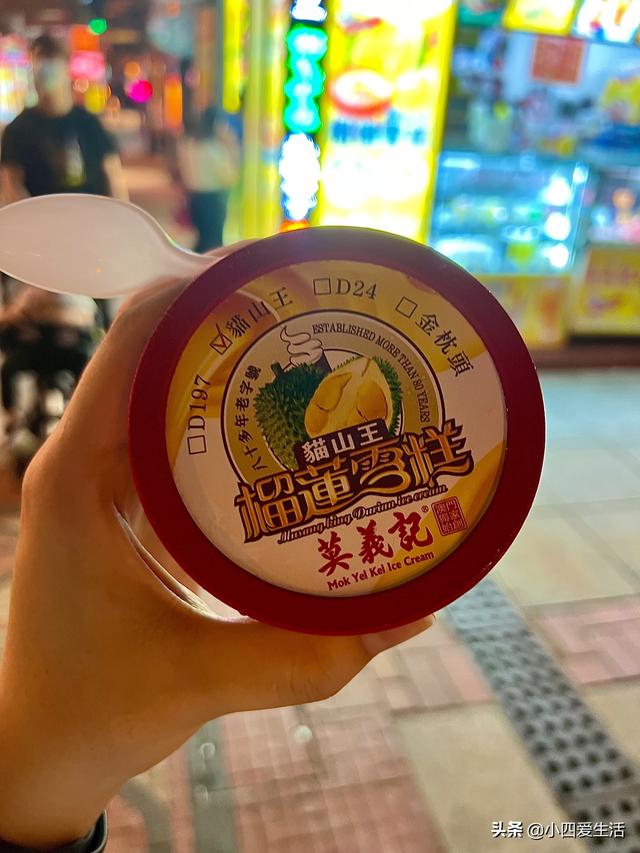 ☐D197 ☑貓山王 ☐D24 ☐金枕頭
ESTABLISHED MORE THAN 80 YEARS
八十多年老字號
貓山王
榴蓮雪糕
Musang King Durian ice cream
莫義記®
Mok Yei Kei Ice Cream
头条 @小四爱生活